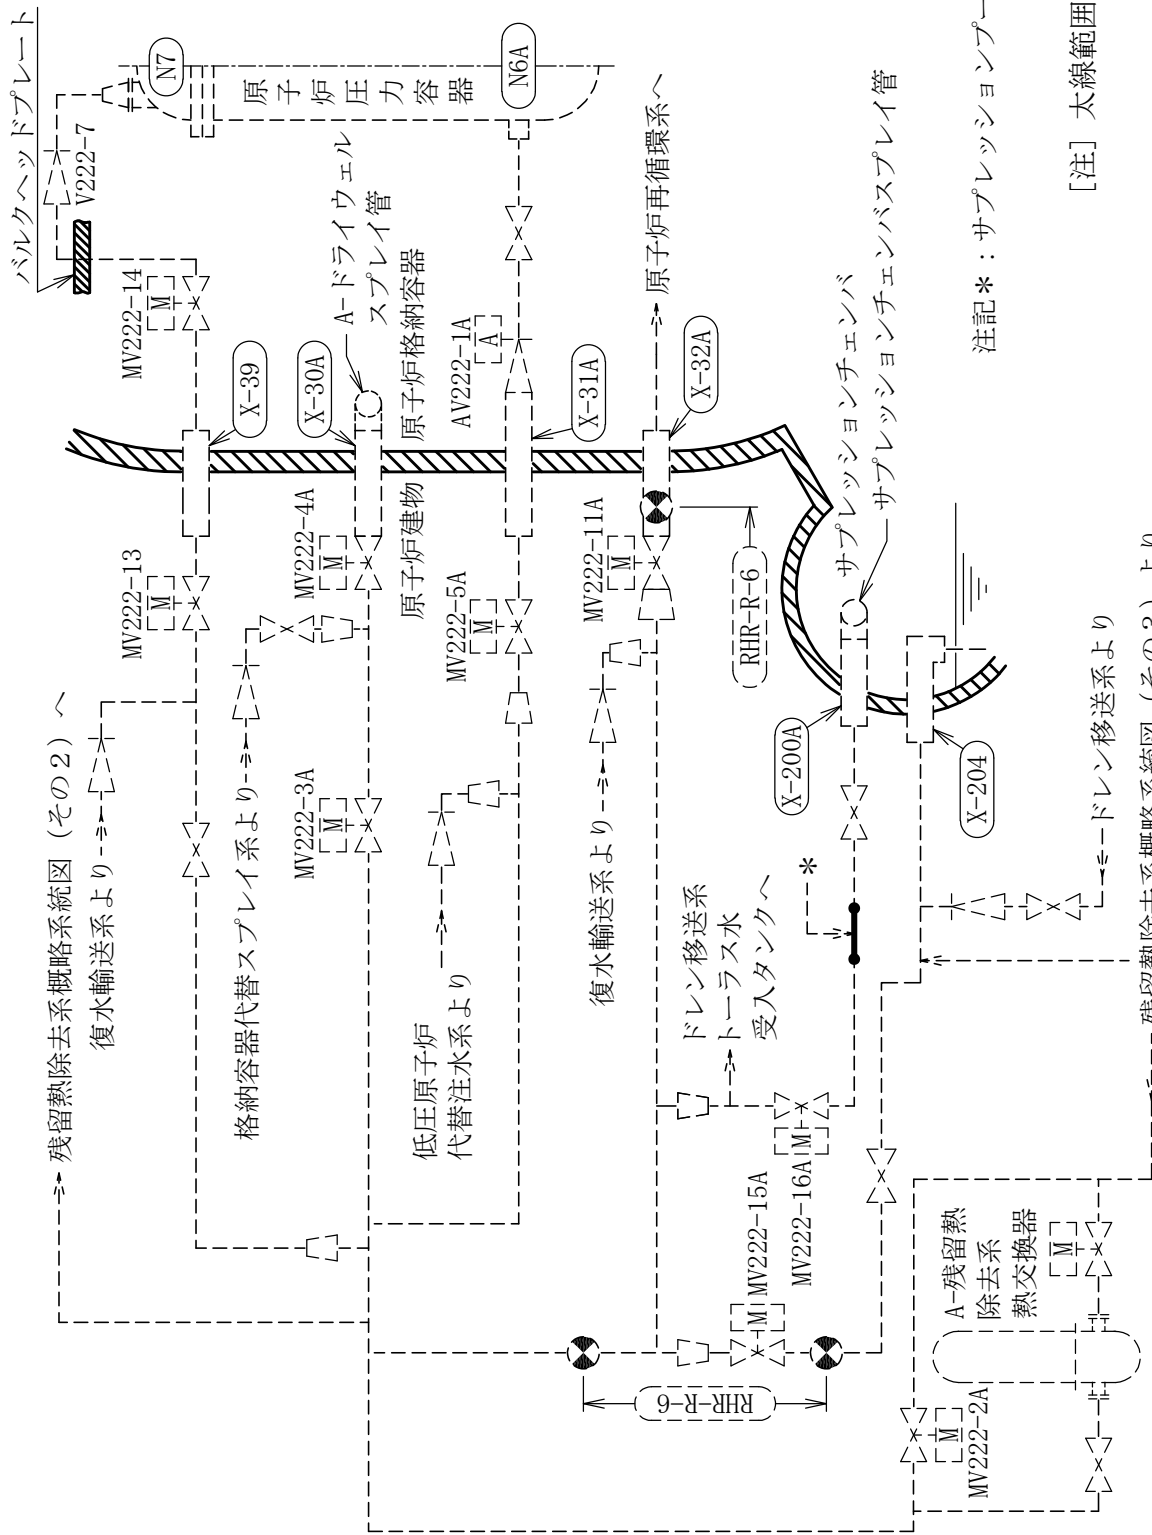 バルクヘッドプレート
V222-7
N7
原子炉圧力容器
N6A
MV222-14
A-ドライウェル
スプレイ管
X-39
X-30A
原子炉格納容器
AV222-1A
A
X-31A
原子炉再循環系へ
X-32A
サプレッションチェンバ
サプレッションチェンバスプレイ管
注記*:サプレッションプー
[注] 太線範囲
MV222-13
M
M
MV222-4A
M
原子炉建物
MV222-5A
M
MV222-11A
M
RHR-R-6
X-200A
X-204
残留熱除去系概略系統図(その2)へ
復水輸送系より
格納容器代替スプレイ系より
MV222-3A
M
低圧原子炉
代替注水系より
復水輸送系より
ドレン移送系
トーラス水
受入タンクへ
*
ドレン移送系より
残留熱除去系概略系統図(その3)より
MV222-15A
M
MV222-16A
M
RHR-R-6
A-残留熱
除去系
熱交換器
M
M
MV222-2A